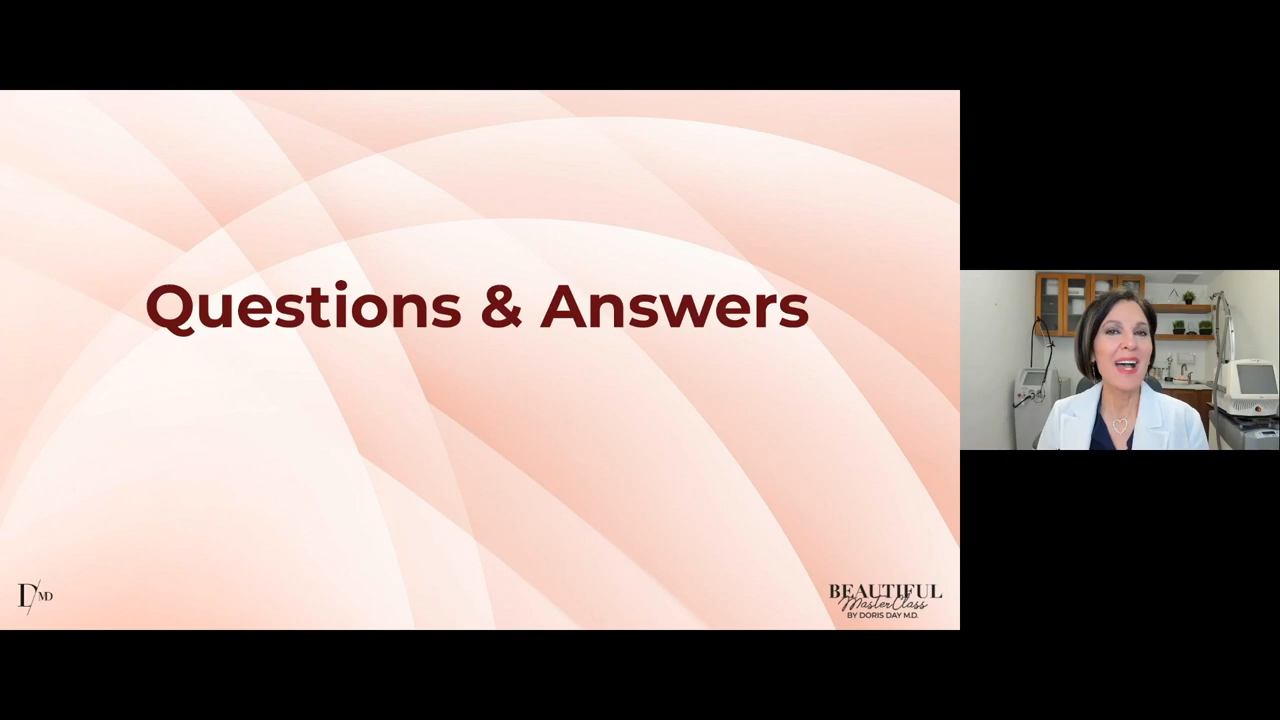 Questions & Answers
D/MD
BEAUTIFUL
MasterClass
BY DORIS DAY M.D.